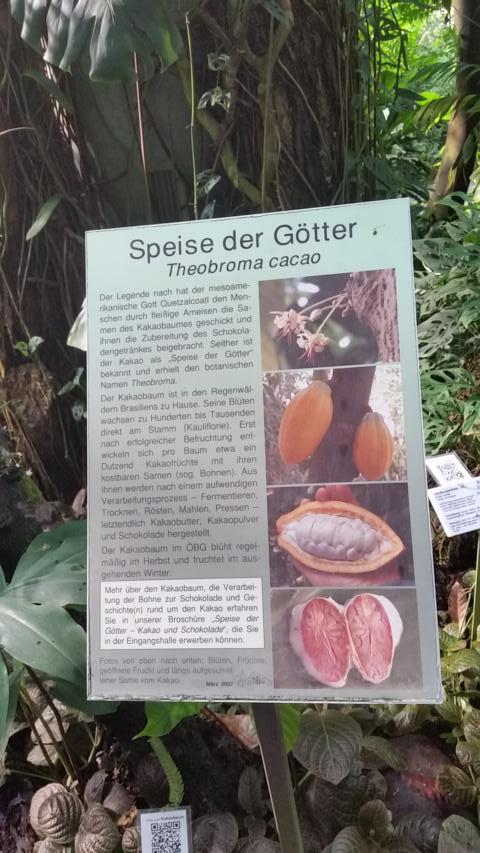 Speise der Götter
Theobroma cacao
Der Legende nach hat der mesoame-
rikanische Gott Quetzalcoatl den Men-
schen durch fleißige Ameisen die Sa-
men des Kakaobaumes geschickt und
ihnen die Zubereitung des Schokola-
dengetränkes beigebracht. Seither ist
der Kakao als „Speise der Götter"
bekannt und erhielt den botanischen
Namen Theobroma.
Der Kakaobaum ist in den Regenwäl-
dern Brasiliens zu Hause. Seine Blüten
wachsen zu Hunderten bis Tausenden
direkt am Stamm (Kauliflorie). Erst
nach erfolgreicher Befruchtung ent-
wickeln sich pro Baum etwa ein
Dutzend Kakaofrüchte mit ihren
kostbaren Samen (sog. Bohnen). Aus
ihnen werden nach einem aufwendigen
Verarbeitungsprozess – Fermentieren,
Trocknen, Rösten, Mahlen, Pressen –
letztendlich Kakaobutter, Kakaopulver
und Schokolade hergestellt.
Der Kakaobaum im ÖBG blüht regel-
mäßig im Herbst und fruchtet im aus-
gehenden Winter.
Mehr über den Kakaobaum, die Verarbei-
tung der Bohne zur Schokolade und Ge-
schichte(n) rund um den Kakao erfahren
Sie in unserer Broschüre „Speise der
Götter – Kakao und Schokolade", die Sie
in der Eingangshalle erwerben können.
Fotos von oben nach unten: Blüten, Früchte,
geöffnete Frucht und längs aufgeschnit-
tener Same vom Kakao.
März 2007